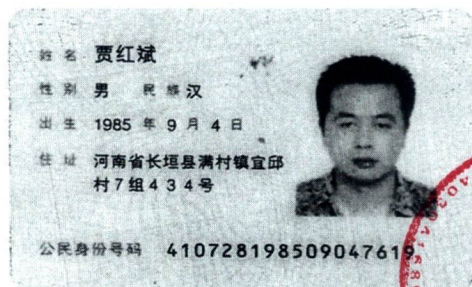 姓名 贾红斌
性别 男 民族 汉
出生 1985 年 9 月 4 日
住址 河南省长垣县满村镇宜邱
村7组434号
公民身份号码 410728198509047619